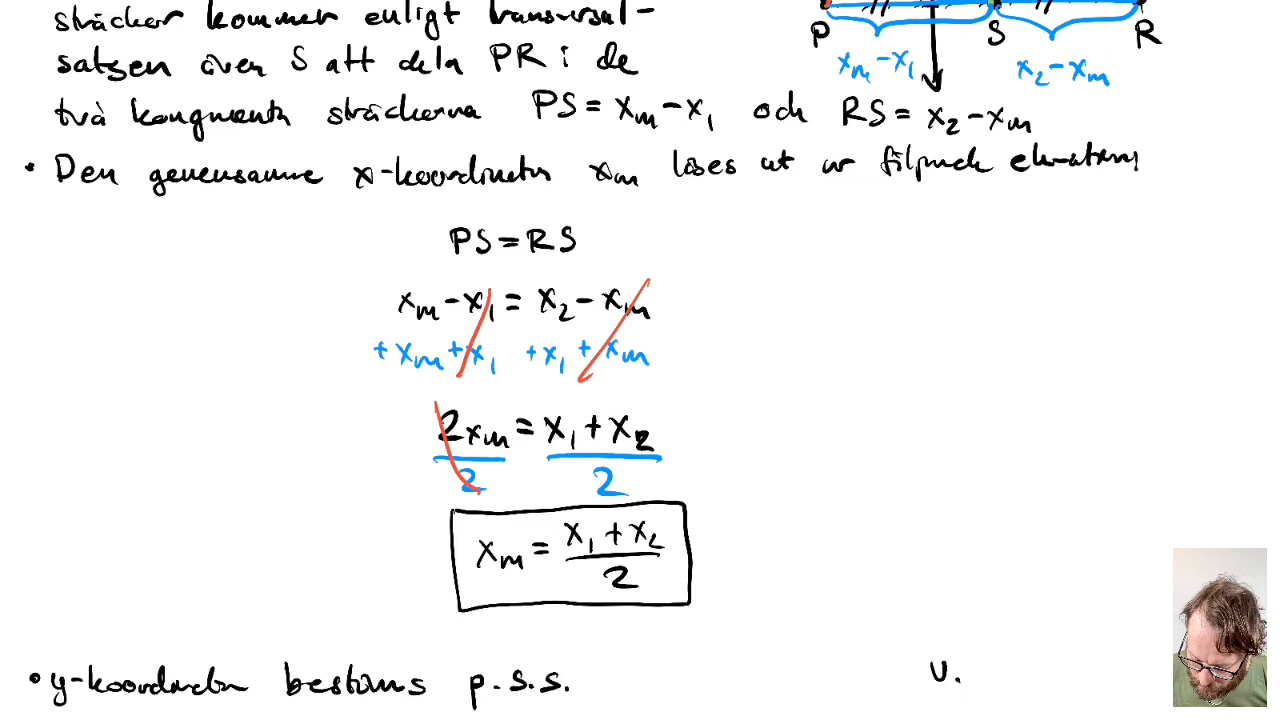 sträckor kommer enligt transversal-
satsen över S att dela PR i de
två kongruenta sträckorna PS = xₘ - x₁ och RS = x₂ - xₘ
P S R
xₘ - x₁ x₂ - xₘ
• Den gemensamma x-koordinaten xₘ löses ut ur följande ekvation:
PS = RS
xₘ - x₁ = x₂ - xₘ
+ xₘ + x₁ + x₁ + xₘ
2xₘ = x₁ + x₂
2 2
xₘ = (x₁ + x₂)/2
• y-koordinaten bestäms p.s.s. V.